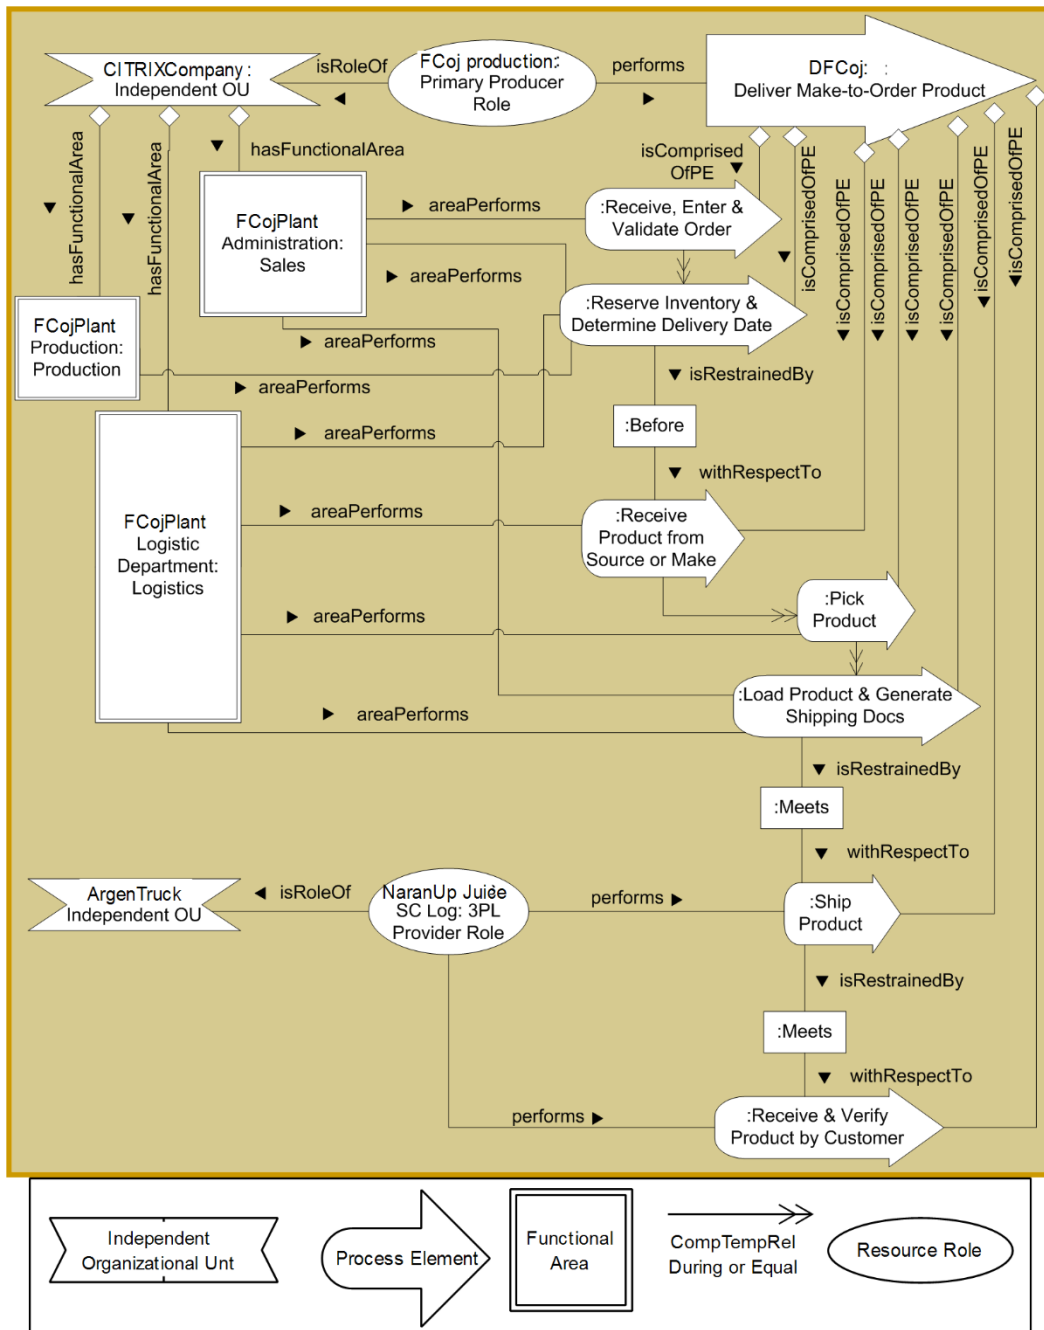 CITRIXCompany :
Independent OU
isRoleOf
FCoj production:
Primary Producer
Role
performs
DFCoj: :
Deliver Make-to-Order Product
hasFunctionalArea
hasFunctionalArea
hasFunctionalArea
isComprised
OfPE
isComprisedOfPE
isComprisedOfPE
isComprisedOfPE
isComprisedOfPE
isComprisedOfPE
isComprisedOfPE
isComprisedOfPE
FCojPlant
Administration:
Sales
areaPerforms
:Receive, Enter &
Validate Order
areaPerforms
:Reserve Inventory &
Determine Delivery Date
FCojPlant
Production:
Production
areaPerforms
areaPerforms
isRestrainedBy
:Before
areaPerforms
withRespectTo
FCojPlant
Logistic
Department:
Logistics
areaPerforms
:Receive
Product from
Source or Make
areaPerforms
:Pick
Product
areaPerforms
:Load Product & Generate
Shipping Docs
isRestrainedBy
:Meets
withRespectTo
ArgenTruck
Independent OU
isRoleOf
NaranUp Juice
SC Log: 3PL
Provider Role
performs
:Ship
Product
isRestrainedBy
:Meets
withRespectTo
performs
:Receive & Verify
Product by Customer
Independent
Organizational Unt
Process Element
Functional
Area
CompTempRel
During or Equal
Resource Role